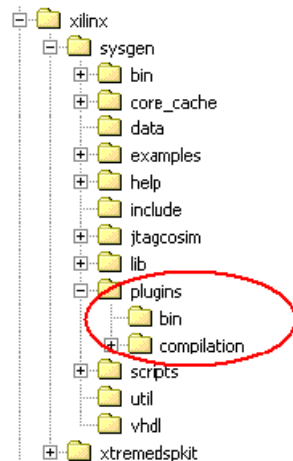 xilinx
sysgen
bin
core_cache
data
examples
help
include
jtagcosim
lib
plugins
bin
compilation
scripts
util
vhdl
xtremedspkit